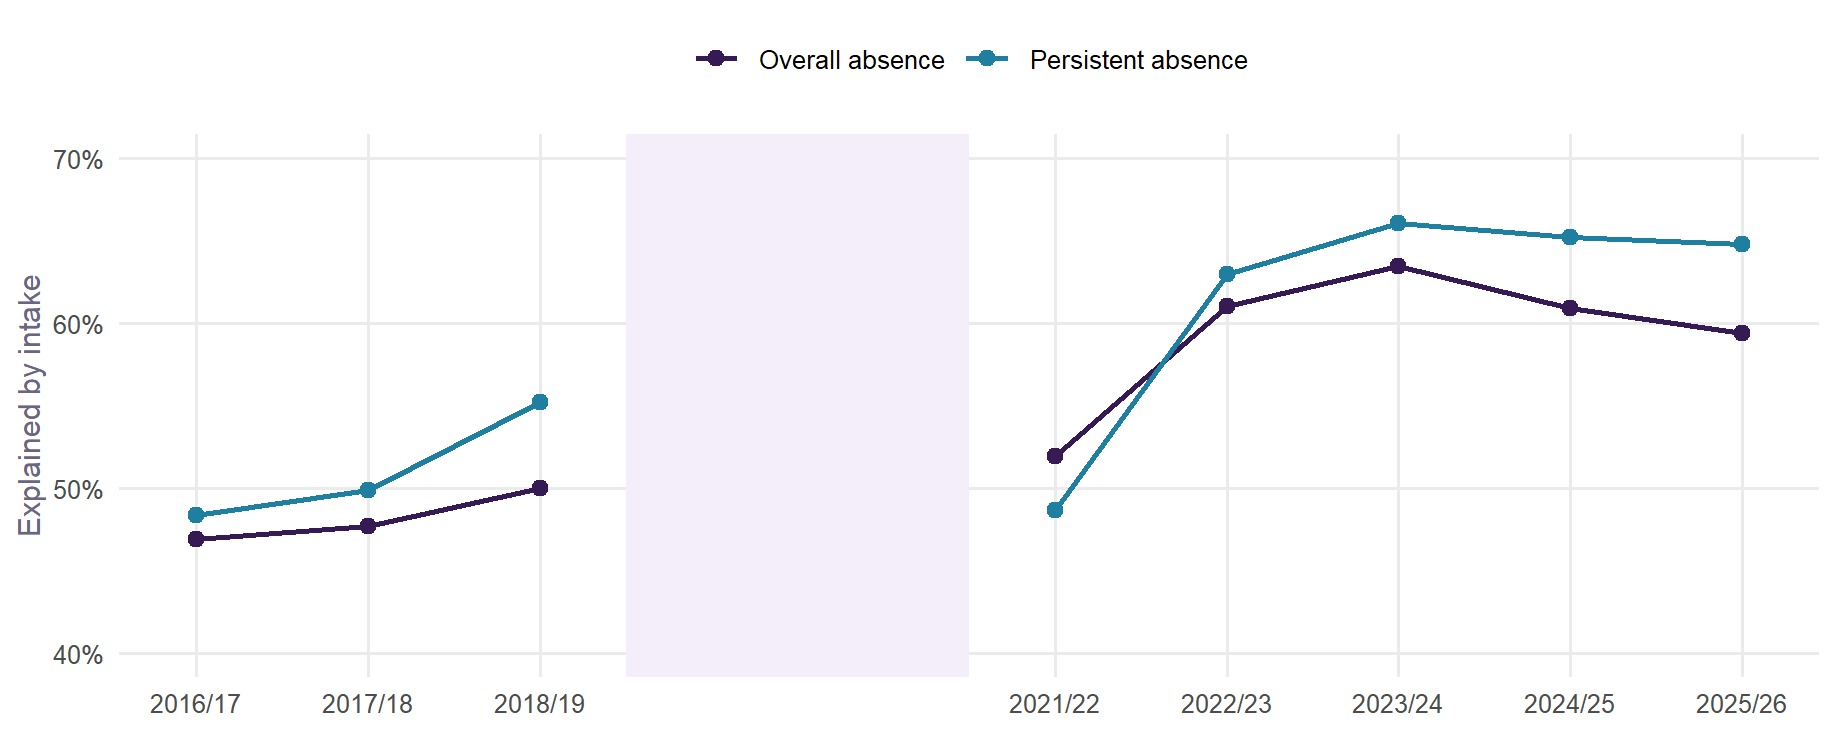 Overall absence Persistent absence
Explained by intake
70%
60%
50%
40%
2016/17 2017/18 2018/19 2021/22 2022/23 2023/24 2024/25 2025/26